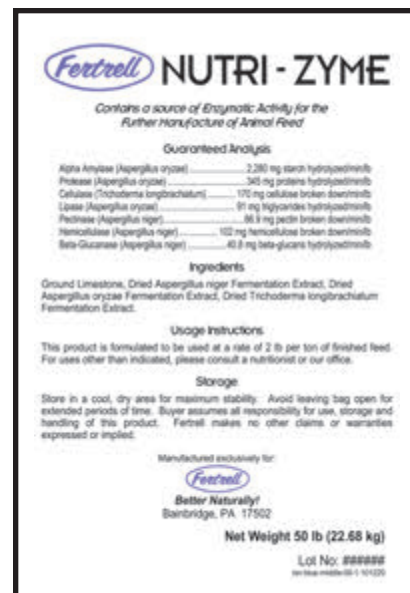 Fertrell NUTRI - ZYME
Contains a source of Enzymatic Activity for the
Further Manufacture of Animal Feed
Guaranteed Analysis
Alpha Amylase (Aspergillus oryzae) 2,280 mg starch hydrolyzed/min/lb
Protease (Aspergillus oryzae) 345 mg proteins hydrolyzed/min/lb
Cellulase (Trichoderma longibrachiatum) 170 mg cellulose broken down/min/lb
Lipase (Aspergillus oryzae) 91 mg triglycerides hydrolyzed/min/lb
Pectinase (Aspergillus niger) mg pectin broken down/min/lb
Hemicellulase (Aspergillus niger) 102 mg hemicellulose broken down/min/lb
Beta-Glucanase (Aspergillus niger) mg beta-glucans hydrolyzed/min/lb
Ingredients
Ground Limestone, Dried Aspergillus niger Fermentation Extract, Dried
Aspergillus oryzae Fermentation Extract, Dried Trichoderma longibrachiatum
Fermentation Extract.
Usage Instructions
This product is formulated to be used at a rate of 2 lb per ton of finished feed.
For uses other than indicated, please consult a nutritionist or our office.
Storage
Store in a cool, dry area for maximum stability. Avoid leaving bag open for
extended periods of time. Buyer assumes all responsibility for use, storage and
handling of this product. Fertrell makes no other claims or warranties
expressed or implied.
Manufactured exclusively for:
Fertrell
Better Naturally!
Bainbridge, PA 17502
Net Weight 50 lb (22.68 kg)
Lot No: ######